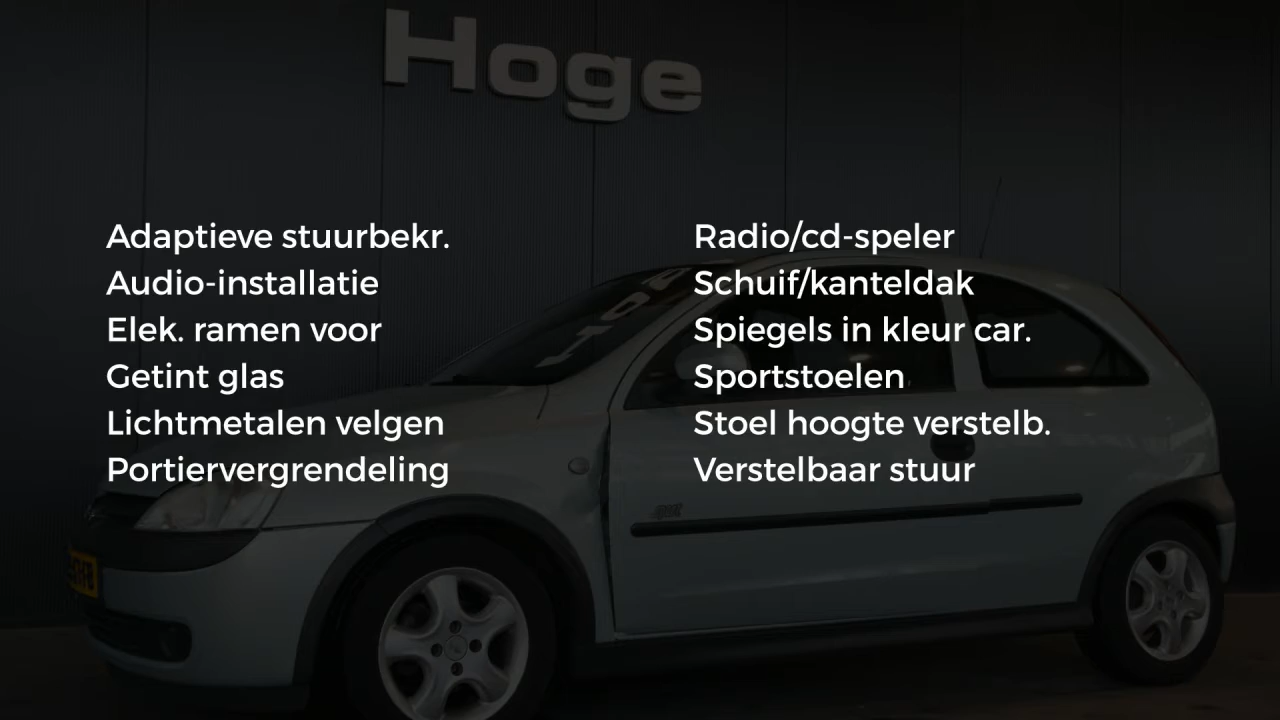 Hoge
Adaptieve stuurbekr.
Audio-installatie
Elek. ramen voor
Getint glas
Lichtmetalen velgen
Portiervergrendeling
Radio/cd-speler
Schuif/kanteldak
Spiegels in kleur car.
Sportstoelen
Stoel hoogte verstelb.
Verstelbaar stuur